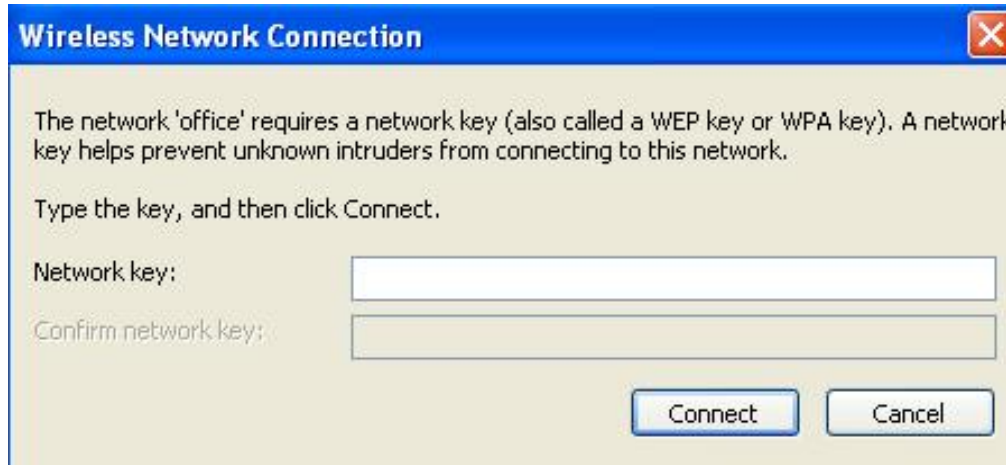 Wireless Network Connection
The network 'office' requires a network key (also called a WEP key or WPA key). A network
key helps prevent unknown intruders from connecting to this network.
Type the key, and then click Connect.
Network key:
Confirm network key:
Connect Cancel